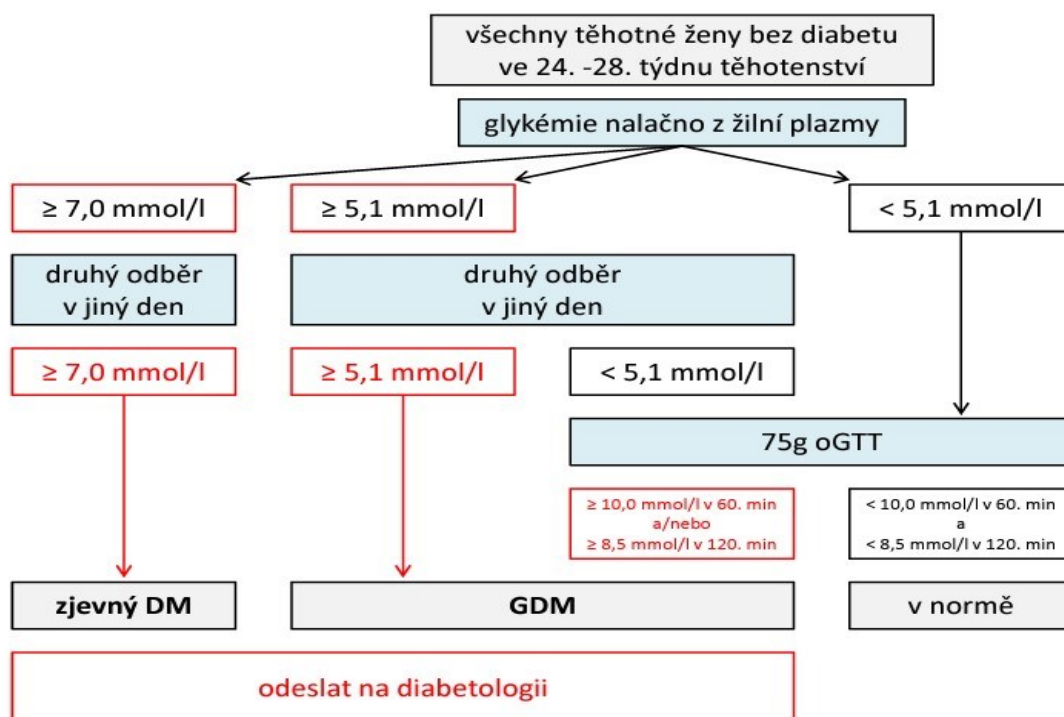 všechny těhotné ženy bez diabetu
ve 24. -28. týdnu těhotenství
glykémie nalačno z žilní plazmy
≥ 7,0 mmol/l
≥ 5,1 mmol/l
< 5,1 mmol/l
druhý odběr
v jiný den
druhý odběr
v jiný den
≥ 7,0 mmol/l
≥ 5,1 mmol/l
< 5,1 mmol/l
75g oGTT
≥ 10,0 mmol/l v 60. min
a/nebo
≥ 8,5 mmol/l v 120. min
< 10,0 mmol/l v 60. min
a
< 8,5 mmol/l v 120. min
zjevný DM
GDM
v normě
odeslat na diabetologii